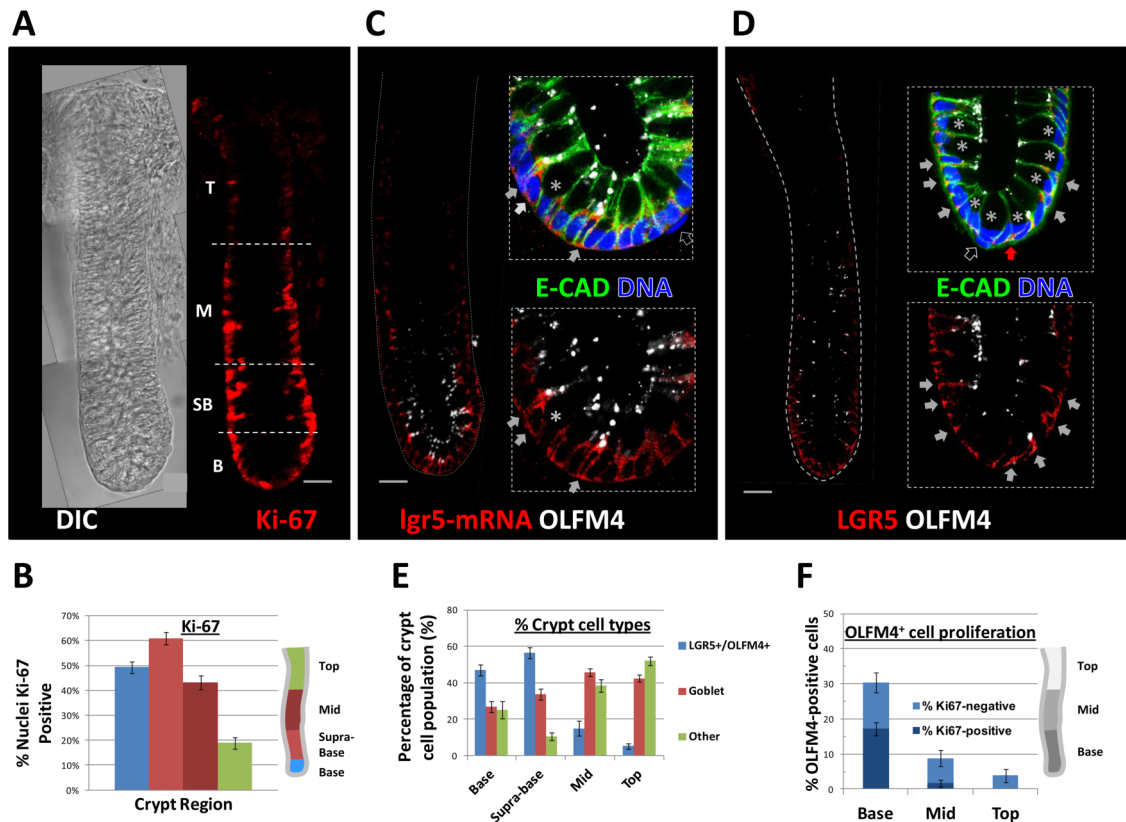 A
C
D
T
M
SB
B
DIC
Ki-67
E-CAD DNA
lgr5-mRNA OLFM4
*
*
E-CAD DNA
LGR5 OLFM4
* * * * * * * *
B
Ki-67
% Nuclei Ki-67
Positive
70%
60%
50%
40%
30%
20%
10%
0%
Crypt Region
Top
Mid
Supra-
Base
Base
E
% Crypt cell types
Percentage of crypt
cell population (%)
80
60
40
20
0
Base
Supra-base
Mid
Top
LGR5+/OLFM4+
Goblet
Other
F
OLFM4+ cell proliferation
% OLFM4-positive cells
50
40
30
20
10
0
% Ki67-negative
% Ki67-positive
Base
Mid
Top
Top
Mid
Base